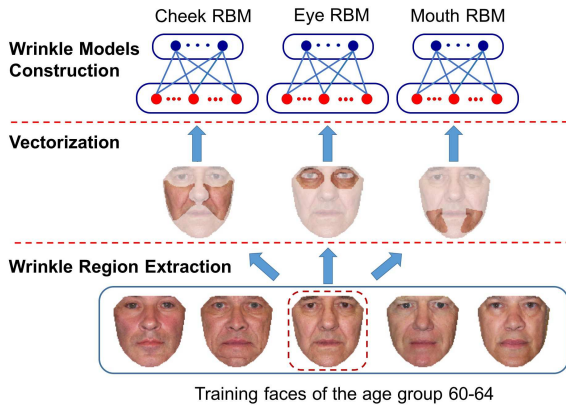 Cheek RBM Eye RBM Mouth RBM
Wrinkle Models
Construction
Vectorization
Wrinkle Region Extraction
Training faces of the age group 60-64